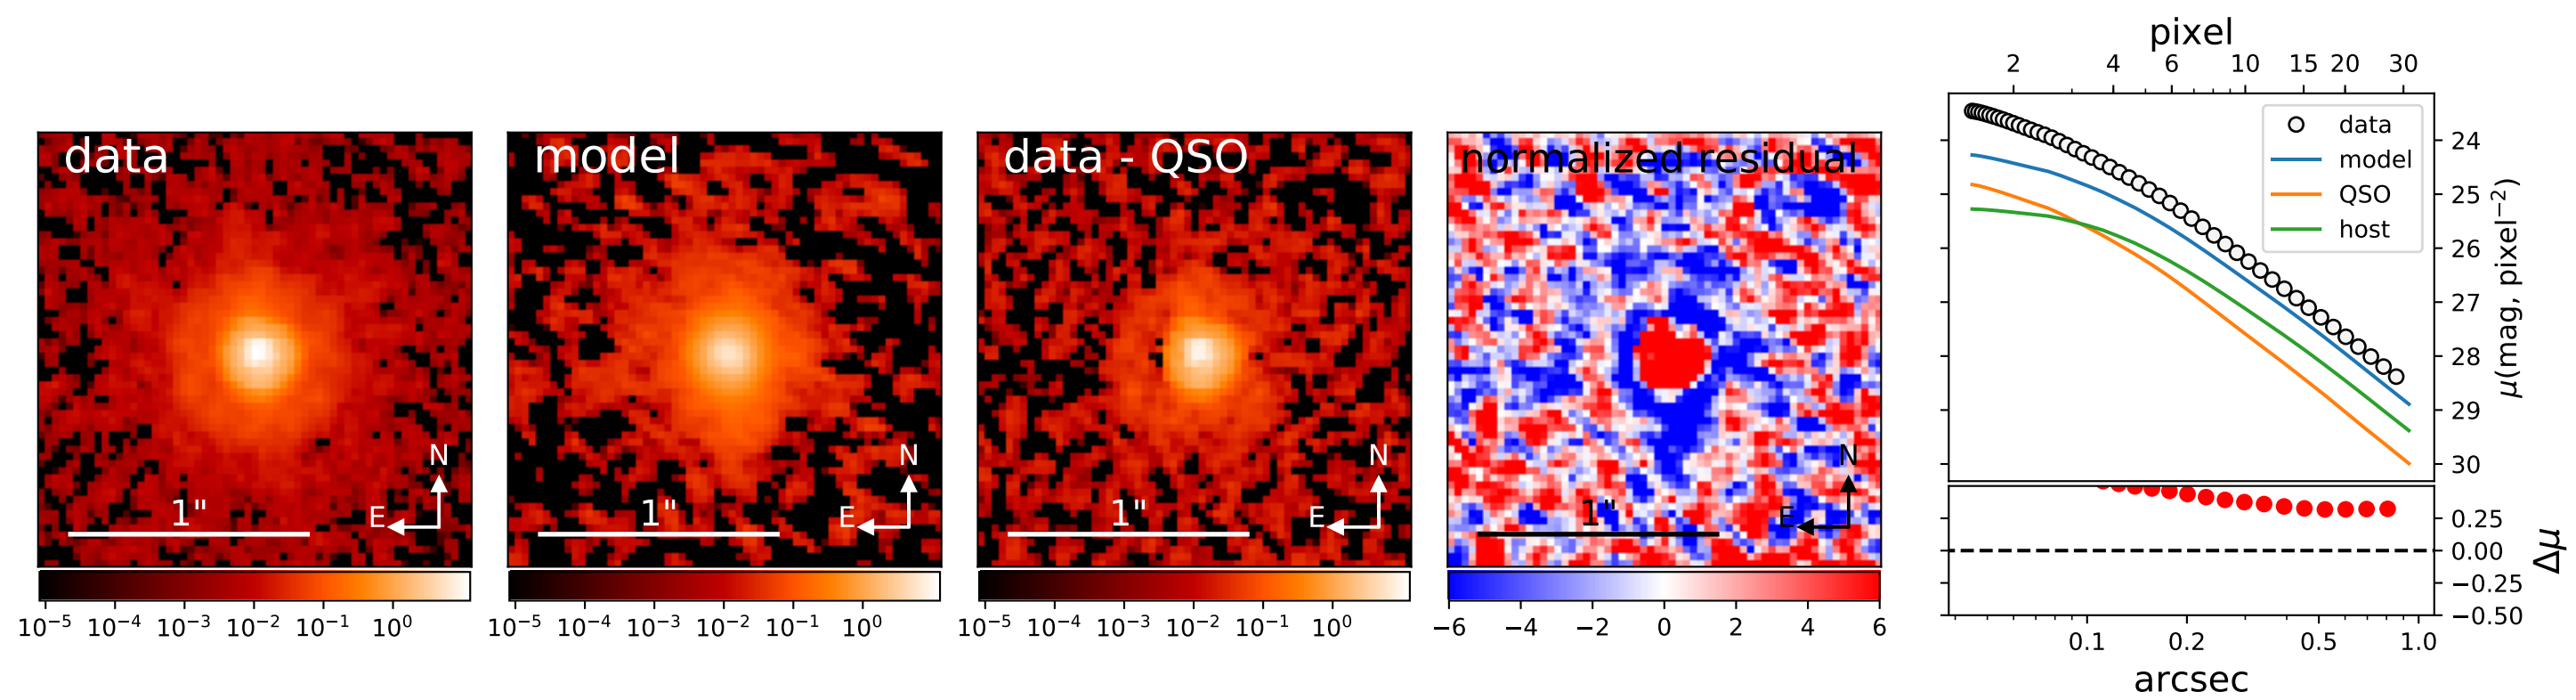 data
N
E
1"
10⁻⁵ 10⁻⁴ 10⁻³ 10⁻² 10⁻¹ 10⁰
model
N
E
1"
10⁻⁵ 10⁻⁴ 10⁻³ 10⁻² 10⁻¹ 10⁰
data - QSO
N
E
1"
10⁻⁵ 10⁻⁴ 10⁻³ 10⁻² 10⁻¹ 10⁰
normalized residual
N
E
1"
−6 −4 −2 0 2 4 6
pixel
2 4 6 10 15 20 30
data
model
QSO
host
24
25
26
27
28
29
30
μ(mag, pixel⁻²)
0.25
0.00
−0.25
−0.50
Δμ
0.1 0.2 0.5 1.0
arcsec